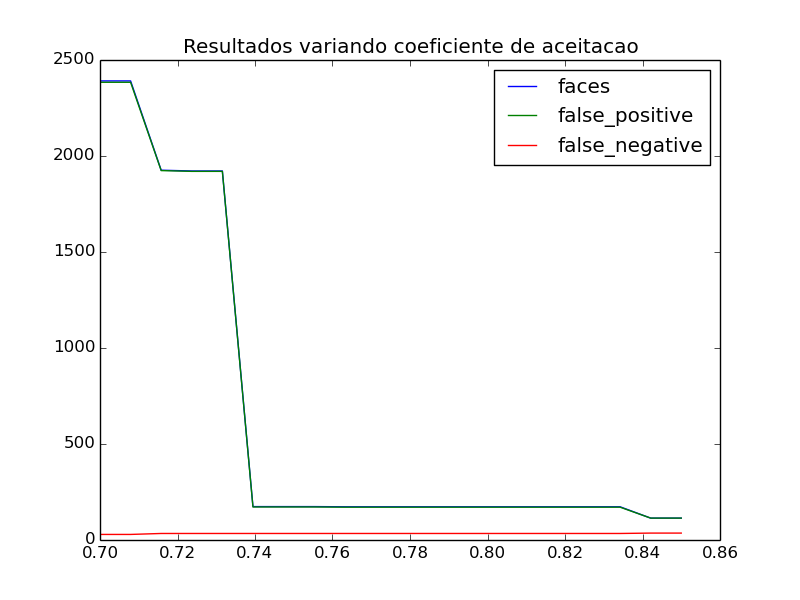 Resultados variando coeficiente de aceitacao
faces
false_positive
false_negative
2500
2000
1500
1000
500
0
0.70 0.72 0.74 0.76 0.78 0.80 0.82 0.84 0.86